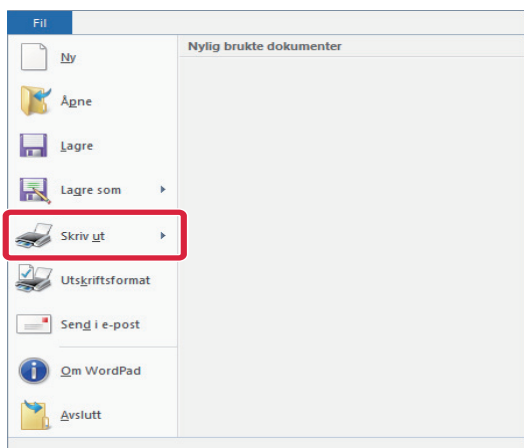 Fil
Nylig brukte dokumenter
Ny
Åpne
Lagre
Lagre som
Skriv ut
Utskriftsformat
Send i e-post
Om WordPad
Avslutt